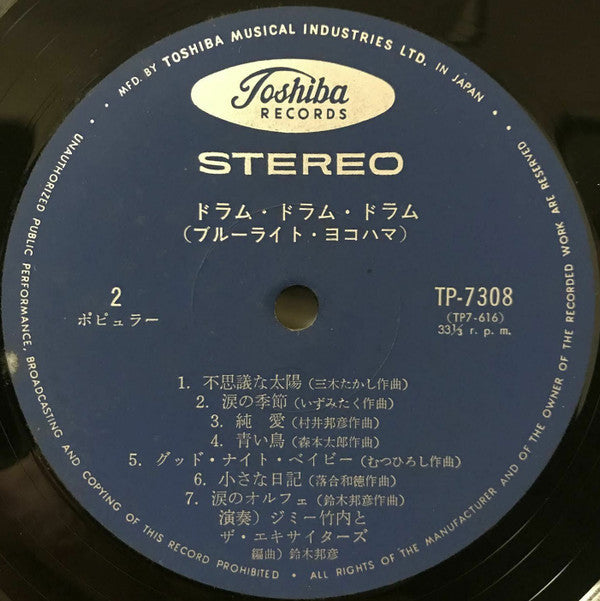 MFD. BY TOSHIBA MUSICAL INDUSTRIES LTD. IN JAPAN
Toshiba
RECORDS
STEREO
ドラム・ドラム・ドラム
(ブルーライト・ヨコハマ)
2
ポピュラー
TP-7308
(TP7-616)
33⅓ r. p. m.
1. 不思議な太陽 (三木たかし作曲)
2. 涙の季節 (いずみたく作曲)
3. 純 愛 (村井邦彦作曲)
4. 青い鳥 (森本太郎作曲)
5. グッド・ナイト・ベイビー (むつひろし作曲)
6. 小さな日記 (落合和徳作曲)
7. 涙のオルフェ (鈴木邦彦作曲)
演奏) ジミー竹内と
ザ・エキサイターズ
編曲) 鈴木邦彦
UNAUTHORIZED PUBLIC PERFORMANCE, BROADCASTING AND COPYING OF THIS RECORD PROHIBITED • ALL RIGHTS OF THE MANUFACTURER AND OF THE OWNER OF THE RECORDED WORK ARE RESERVED